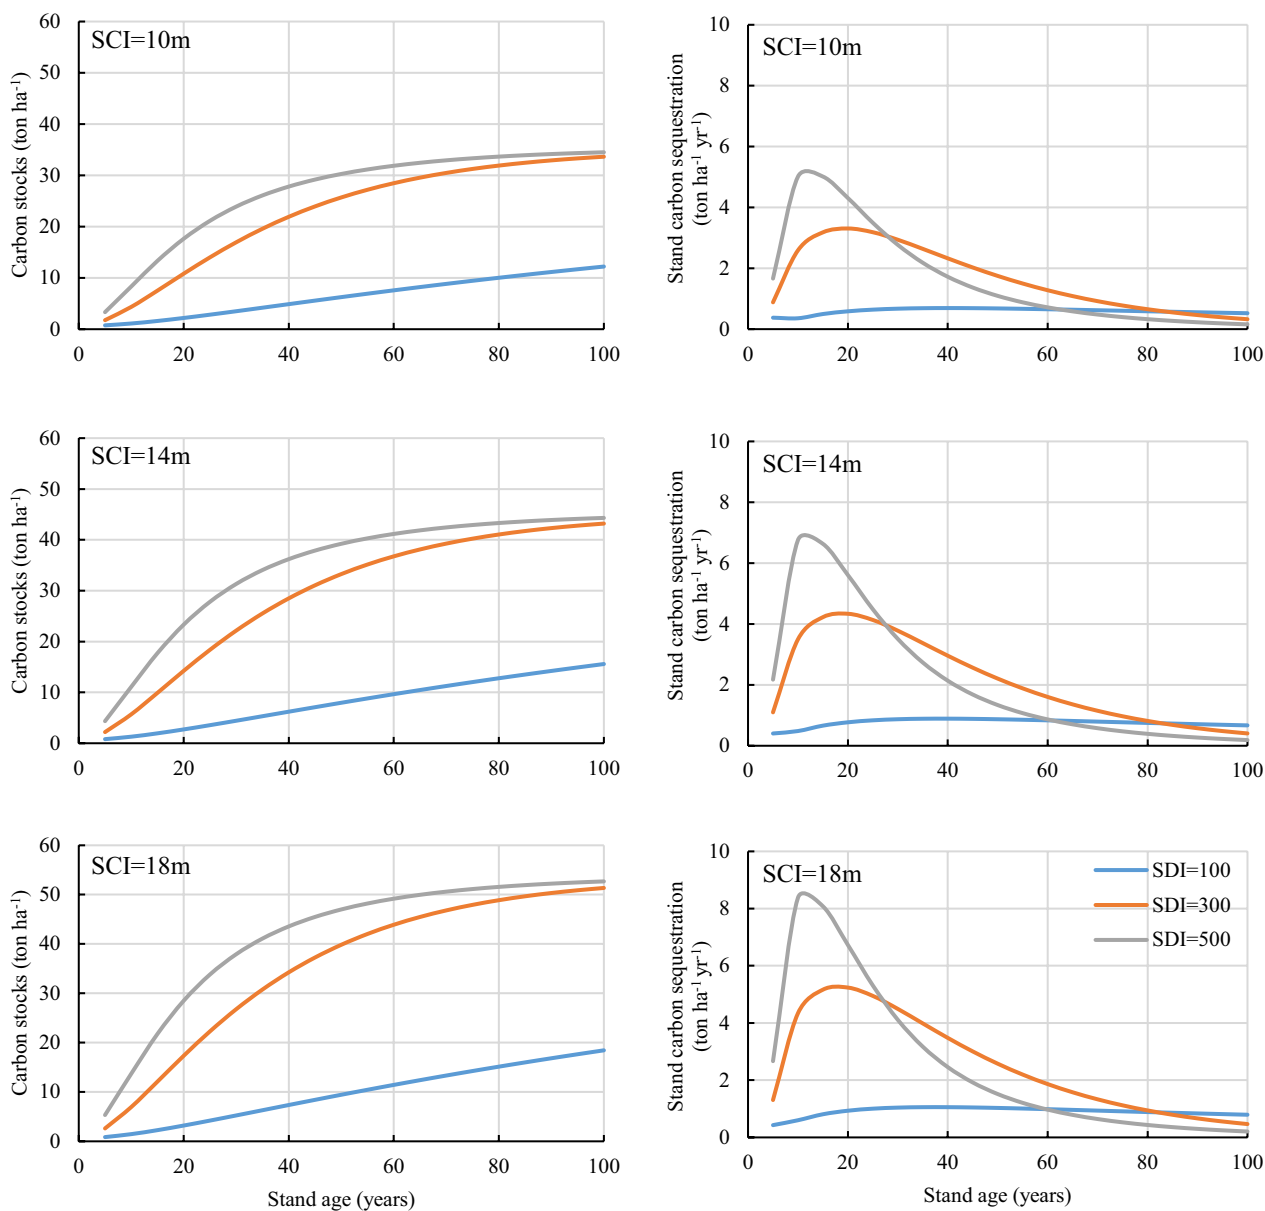 SCI=10m
Carbon stocks (ton ha-1)
60
50
40
30
20
10
0
0 20 40 60 80 100
SCI=10m
Stand carbon sequestration
(ton ha-1 yr-1)
10
8
6
4
2
0
0 20 40 60 80 100
SCI=14m
Carbon stocks (ton ha-1)
60
50
40
30
20
10
0
0 20 40 60 80 100
SCI=14m
Stand carbon sequestration
(ton ha-1 yr-1)
10
8
6
4
2
0
0 20 40 60 80 100
SCI=18m
Carbon stocks (ton ha-1)
60
50
40
30
20
10
0
0 20 40 60 80 100
Stand age (years)
SCI=18m
Stand carbon sequestration
(ton ha-1 yr-1)
10
8
6
4
2
0
0 20 40 60 80 100
Stand age (years)
SDI=100
SDI=300
SDI=500